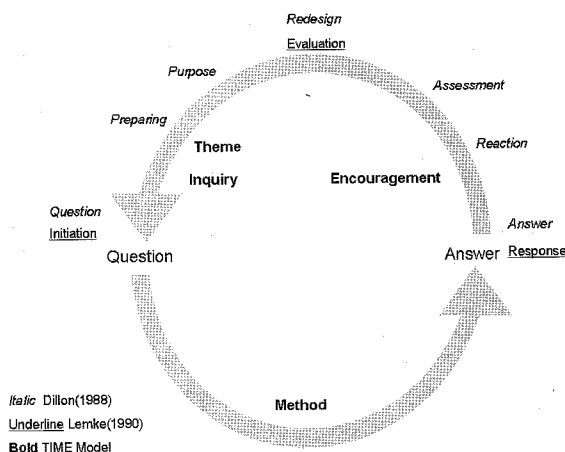 Redesign
Evaluation
Purpose
Assessment
Preparing
Reaction
Theme
Inquiry
Encouragement
Question
Initiation
Question
Answer
Answer Response
Method
Italic Dillon(1988)
Underline Lemke(1990)
Bold TIME Model